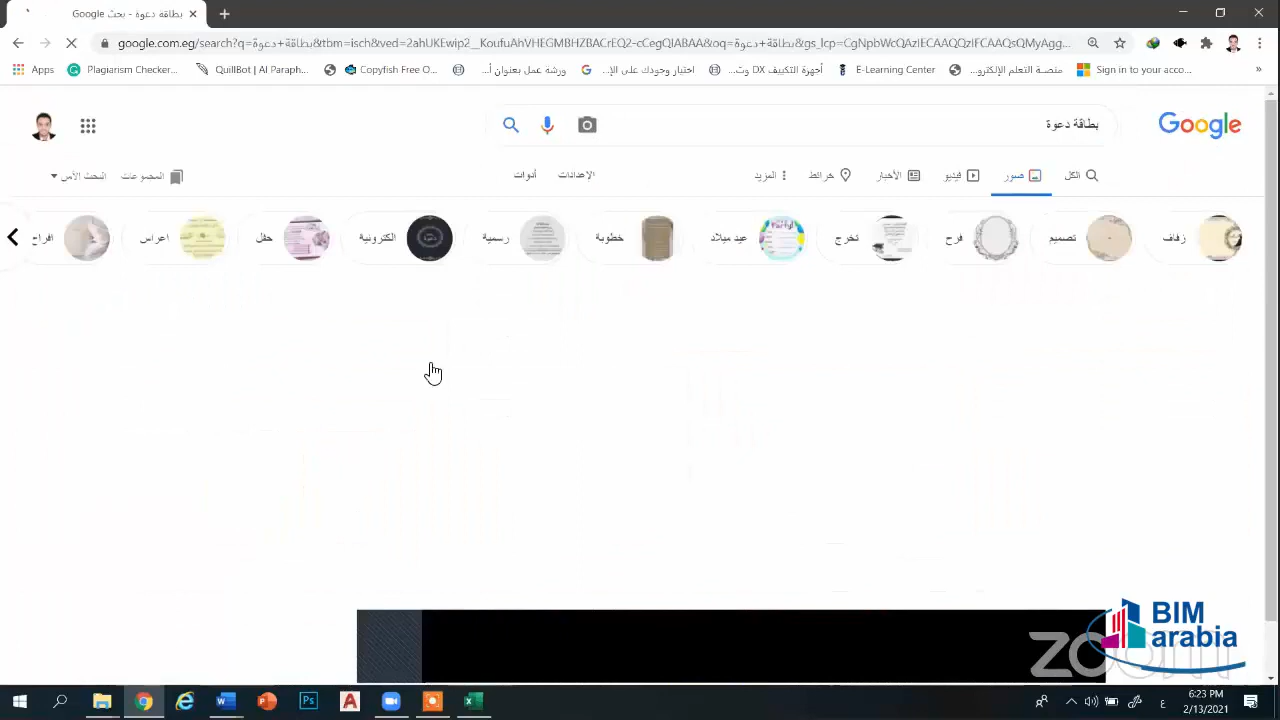 بطاقة دعوة - بحث Google
google.com.eg/search?q=بطاقة+دعوة&tbm=isch&ved=2ahUKEwio2__KoufuAhVHEGMBHZBACrEQ2-cCegQIABAA&oq=بطاقة+دعوة&gs_lcp=CgNpbWcQAzIECAAQQzIFCAAQsQMyAgg...
Apps Plagiarism Checker... QuillBot | AI Paraph... Copyfish Free O... ورشه عمل بعنوان أ... اختبار وجودك على الإ... أجهزة التكييف DX وت... E-Learning Center منصة التعلم الإلكترو... Sign in to your acco... »
بطاقة دعوة
Google
الكل صور فيديو الأخبار خرائط المزيد الإعدادات أدوات المجموعات البحث الآمن
زفاف تصميم فرح تخرج عيد ميلاد خطوبة رسمية الكترونية حفل اعراس افراح
BIM
arabia
zoom
6:23 PM
2/13/2021